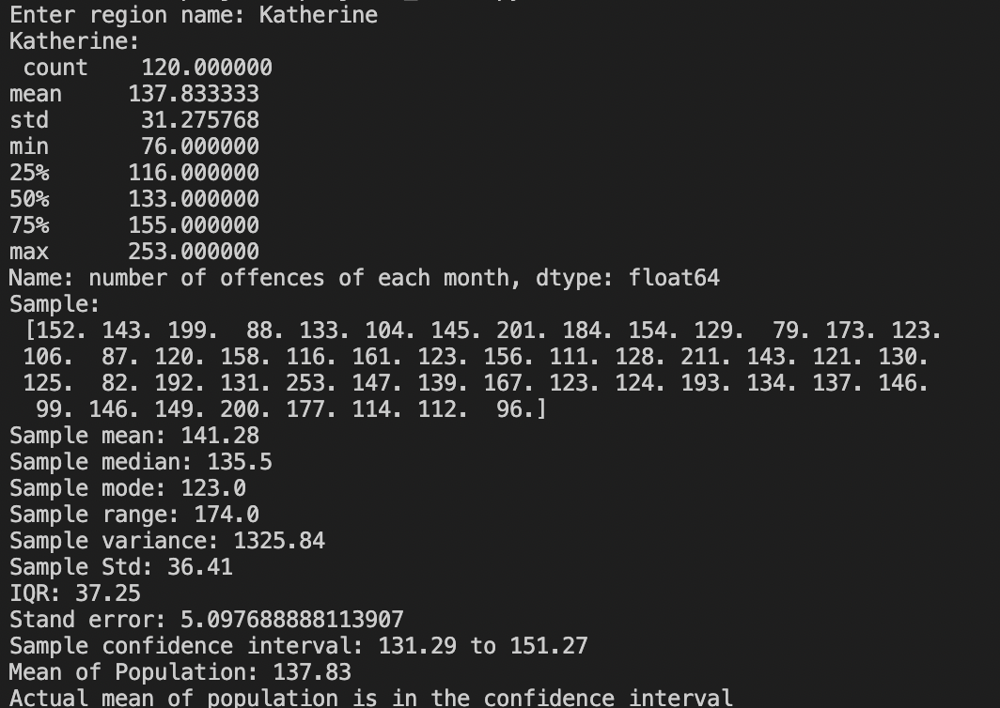 Enter region name: Katherine
Katherine:
 count    120.000000
mean     137.833333
std       31.275768
min       76.000000
25%      116.000000
50%      133.000000
75%      155.000000
max      253.000000
Name: number of offences of each month, dtype: float64
Sample:
 [152. 143. 199.  88. 133. 104. 145. 201. 184. 154. 129.  79. 173. 123.
 106.  87. 120. 158. 116. 161. 123. 156. 111. 128. 211. 143. 121. 130.
 125.  82. 192. 131. 253. 147. 139. 167. 123. 124. 193. 134. 137. 146.
  99. 146. 149. 200. 177. 114. 112.  96.]
Sample mean: 141.28
Sample median: 135.5
Sample mode: 123.0
Sample range: 174.0
Sample variance: 1325.84
Sample Std: 36.41
IQR: 37.25
Stand error: 5.097688888113907
Sample confidence interval: 131.29 to 151.27
Mean of Population: 137.83
Actual mean of population is in the confidence interval